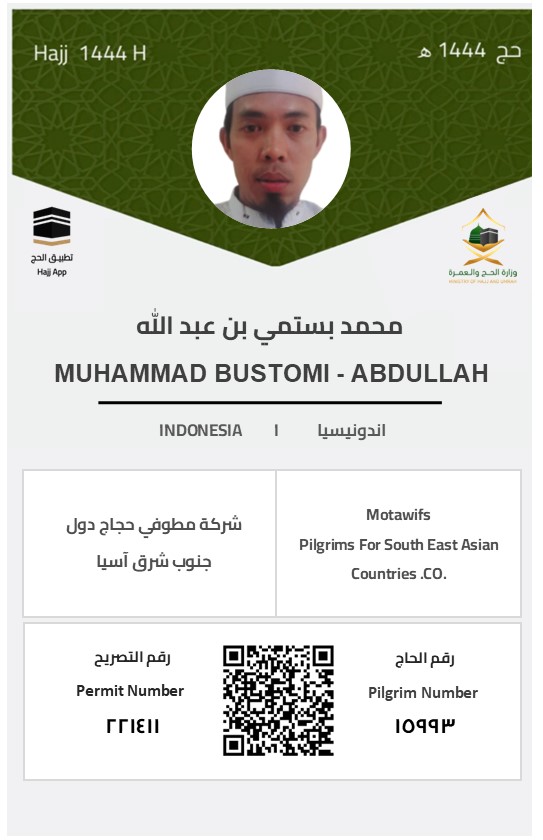 Hajj 1444 H
حج 1444 هـ
تطبيق الحج
Hajj App
وزارة الحج والعمرة
MINISTRY OF HAJJ AND UMRAH
محمد بستمي بن عبد الله
MUHAMMAD BUSTOMI - ABDULLAH
INDONESIA | اندونيسيا
شركة مطوفي حجاج دول
جنوب شرق آسيا
Motawifs
Pilgrims For South East Asian
Countries .CO.
رقم التصريح
Permit Number
٢٢١٤١١
رقم الحاج
Pilgrim Number
١٥٩٩٣